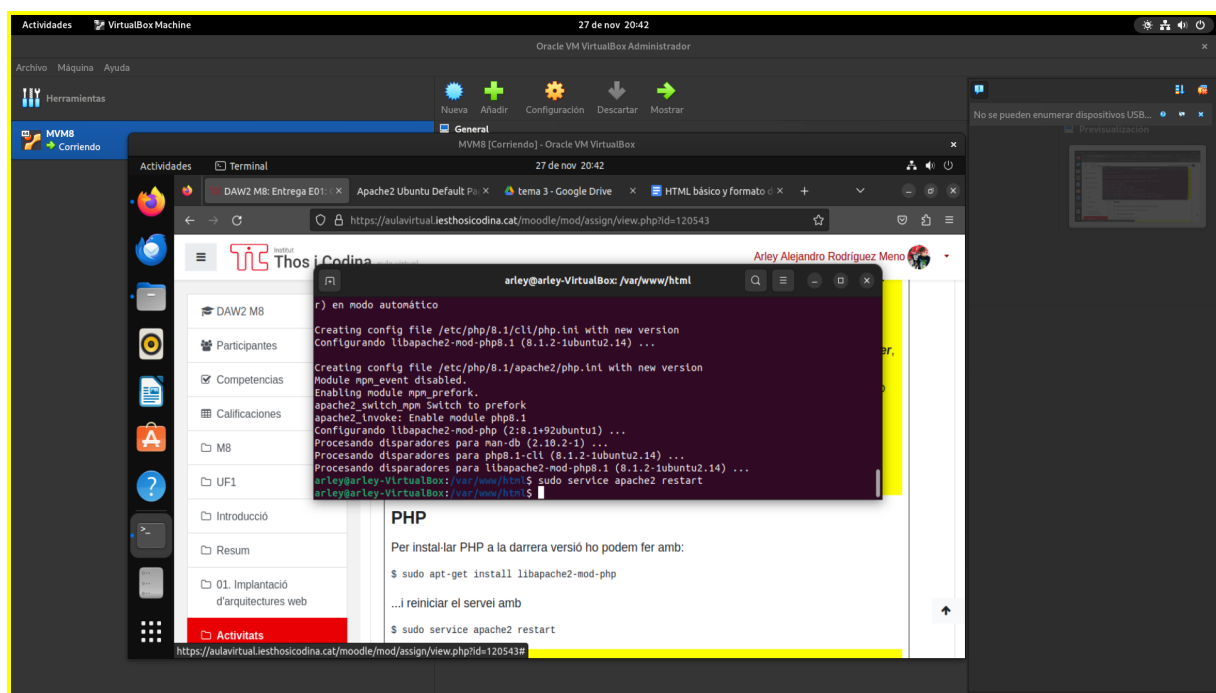 Actividades VirtualBox Machine 27 de nov 20:42
Oracle VM VirtualBox Administrador
Archivo Máquina Ayuda
Herramientas
Nueva Añadir Configuración Descartar Mostrar
No se pueden enumerar dispositivos USB...
MVM8
Corriendo
General
Previsualización
MVM8 [Corriendo] - Oracle VM VirtualBox
Actividades Terminal 27 de nov 20:42
DAW2 M8: Entrega E01: Apache2 Ubuntu Default Pa tema 3 - Google Drive HTML básico y formato d
https://aulavirtual.iesthosicodina.cat/moodle/mod/assign/view.php?id=120543
Institut
Thos i Codina
Arley Alejandro Rodríguez Meno
arley@arley-VirtualBox: /var/www/html
r) en modo automático
Creating config file /etc/php/8.1/cli/php.ini with new version
Configurando libapache2-mod-php8.1 (8.1.2-1ubuntu2.14) ...
Creating config file /etc/php/8.1/apache2/php.ini with new version
Module mpm_event disabled.
Enabling module mpm_prefork.
apache2_switch_mpm Switch to prefork
apache2_invoke: Enable module php8.1
Configurando libapache2-mod-php (2:8.1+92ubuntu1) ...
Procesando disparadores para man-db (2.10.2-1) ...
Procesando disparadores para php8.1-cli (8.1.2-1ubuntu2.14) ...
Procesando disparadores para libapache2-mod-php8.1 (8.1.2-1ubuntu2.14) ...
arley@arley-VirtualBox:/var/www/html$ sudo service apache2 restart
arley@arley-VirtualBox:/var/www/html$
er,
DAW2 M8
Participantes
Competencias
Calificaciones
M8
UF1
Introducció
Resum
01. Implantació
d'arquitectures web
Activitats
PHP
Per instal·lar PHP a la darrera versió ho podem fer amb:
$ sudo apt-get install libapache2-mod-php
...i reiniciar el servei amb
$ sudo service apache2 restart
https://aulavirtual.iesthosicodina.cat/moodle/mod/assign/view.php?id=120543#